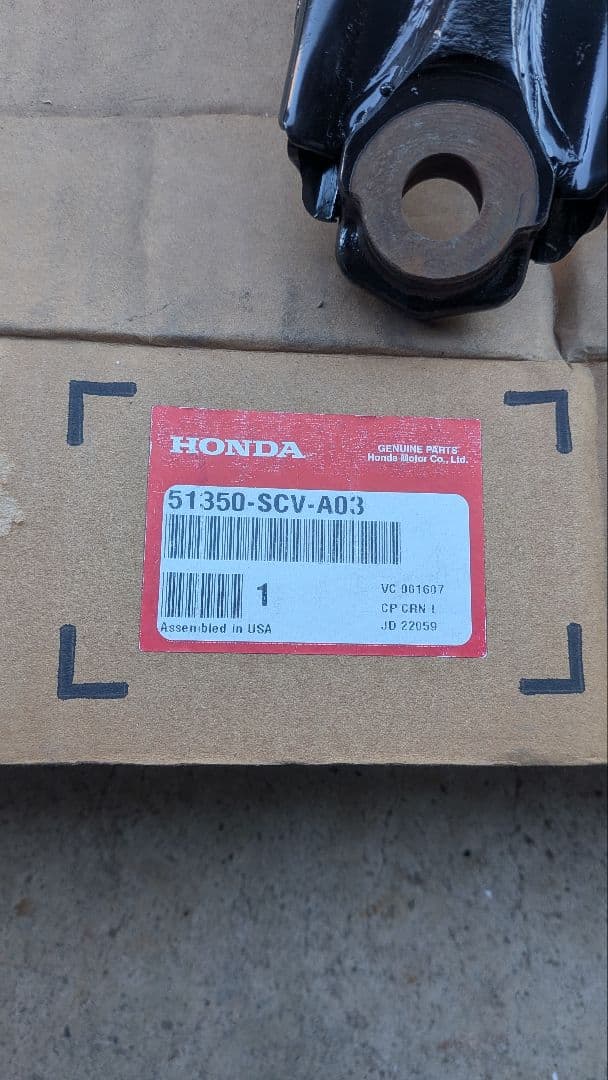 HONDA
GENUINE PARTS
Honda Motor Co., Ltd.
51350-SCV-A03
1
VC 001607
CP CRN L
Assembled in USA
JD 22059